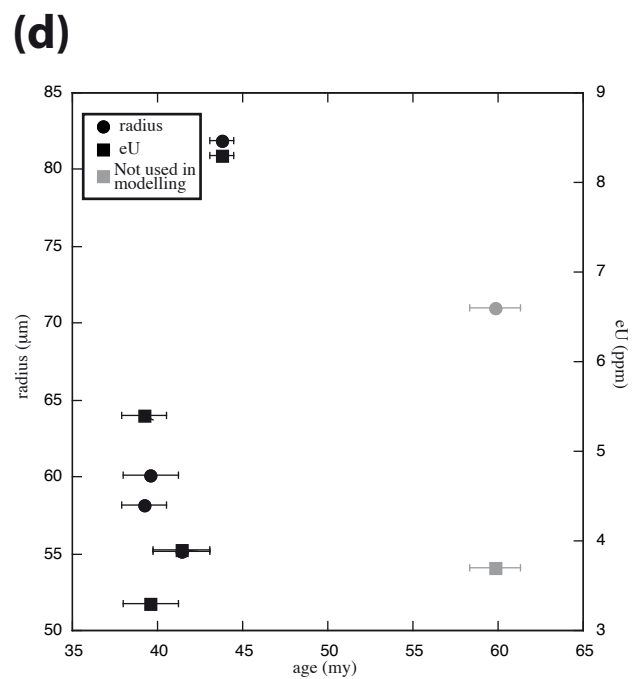 (d)
85
80
75
70
65
60
55
50
radius (μm)
radius
eU
Not used in
modelling
9
8
7
6
5
4
3
eU (ppm)
35 40 45 50 55 60 65
age (my)